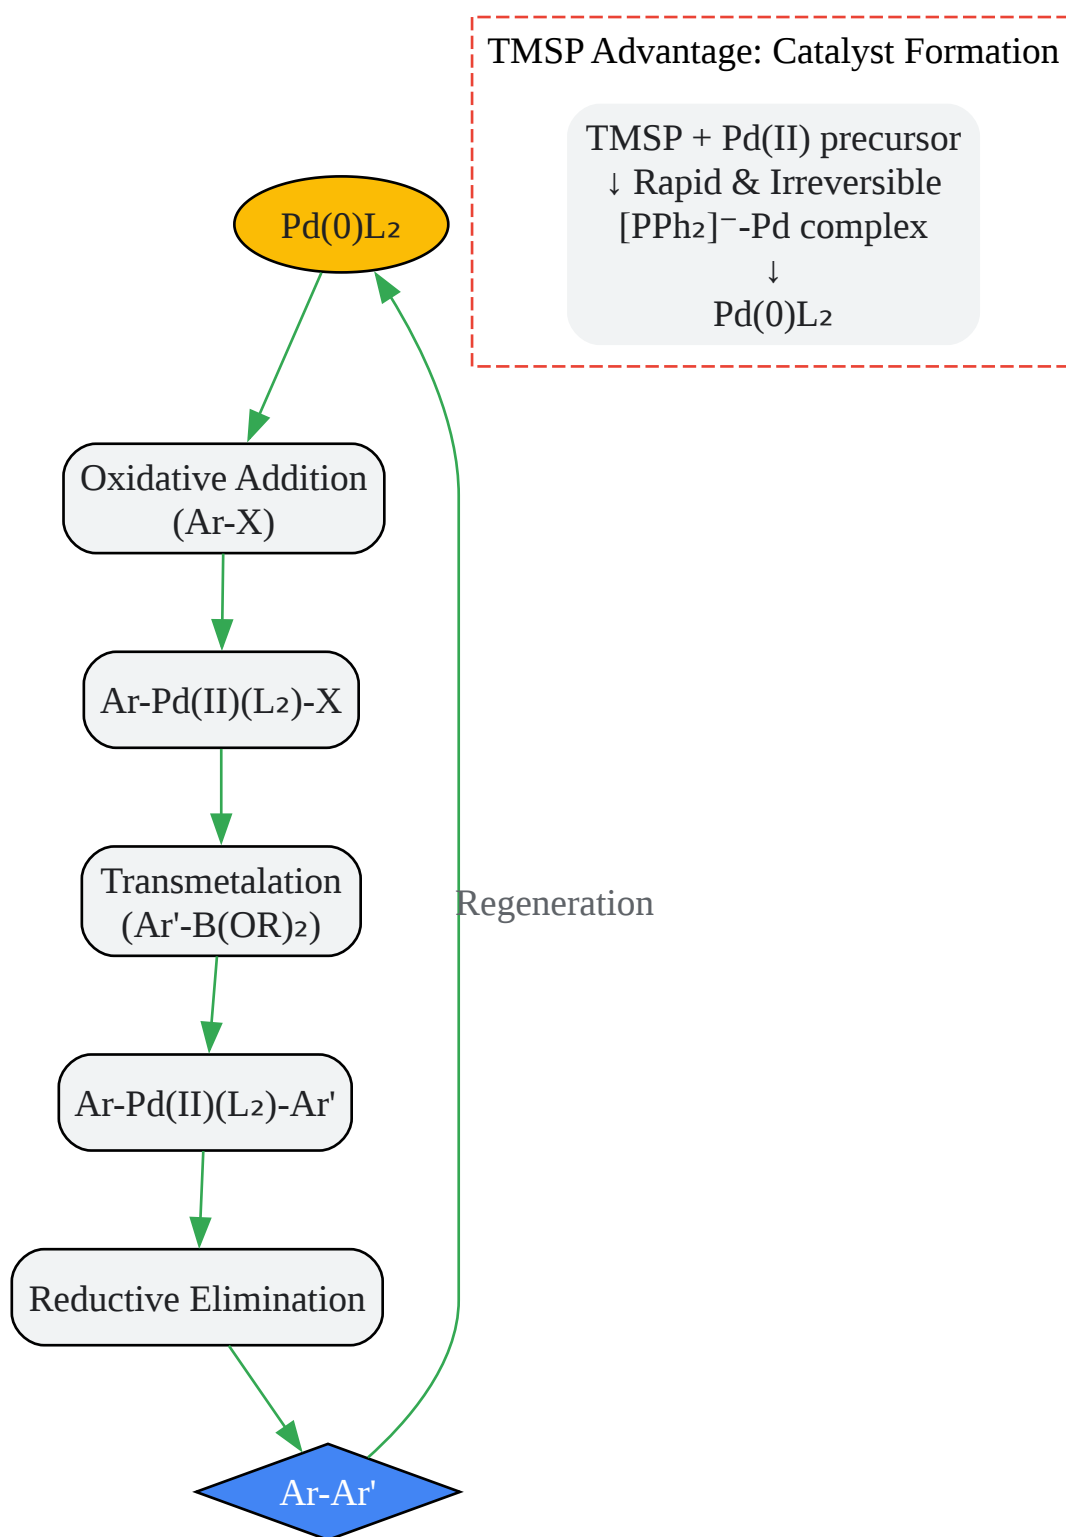 TMSP Advantage: Catalyst Formation
TMSP + Pd(II) precursor
↓ Rapid & Irreversible
[PPh₂]⁻-Pd complex
↓
Pd(0)L₂
Pd(0)L₂
Oxidative Addition
(Ar-X)
Ar-Pd(II)(L₂)-X
Transmetalation
(Ar'-B(OR)₂)
Regeneration
Ar-Pd(II)(L₂)-Ar'
Reductive Elimination
Ar-Ar'